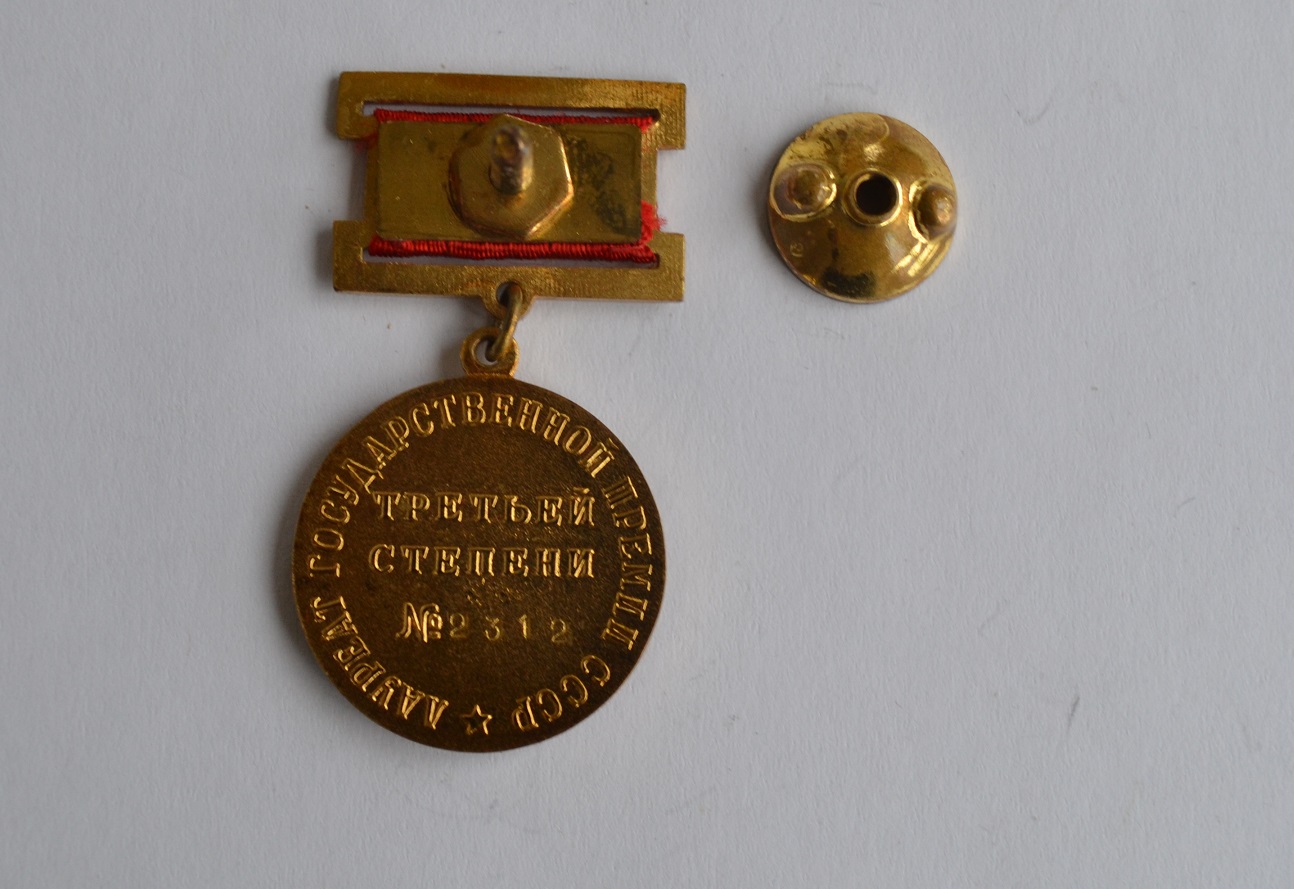 ЛАУРЕАТ ГОСУДАРСТВЕННОЙ ПРЕМИИ СССР
ТРЕТЬЕЙ
СТЕПЕНИ
№2312